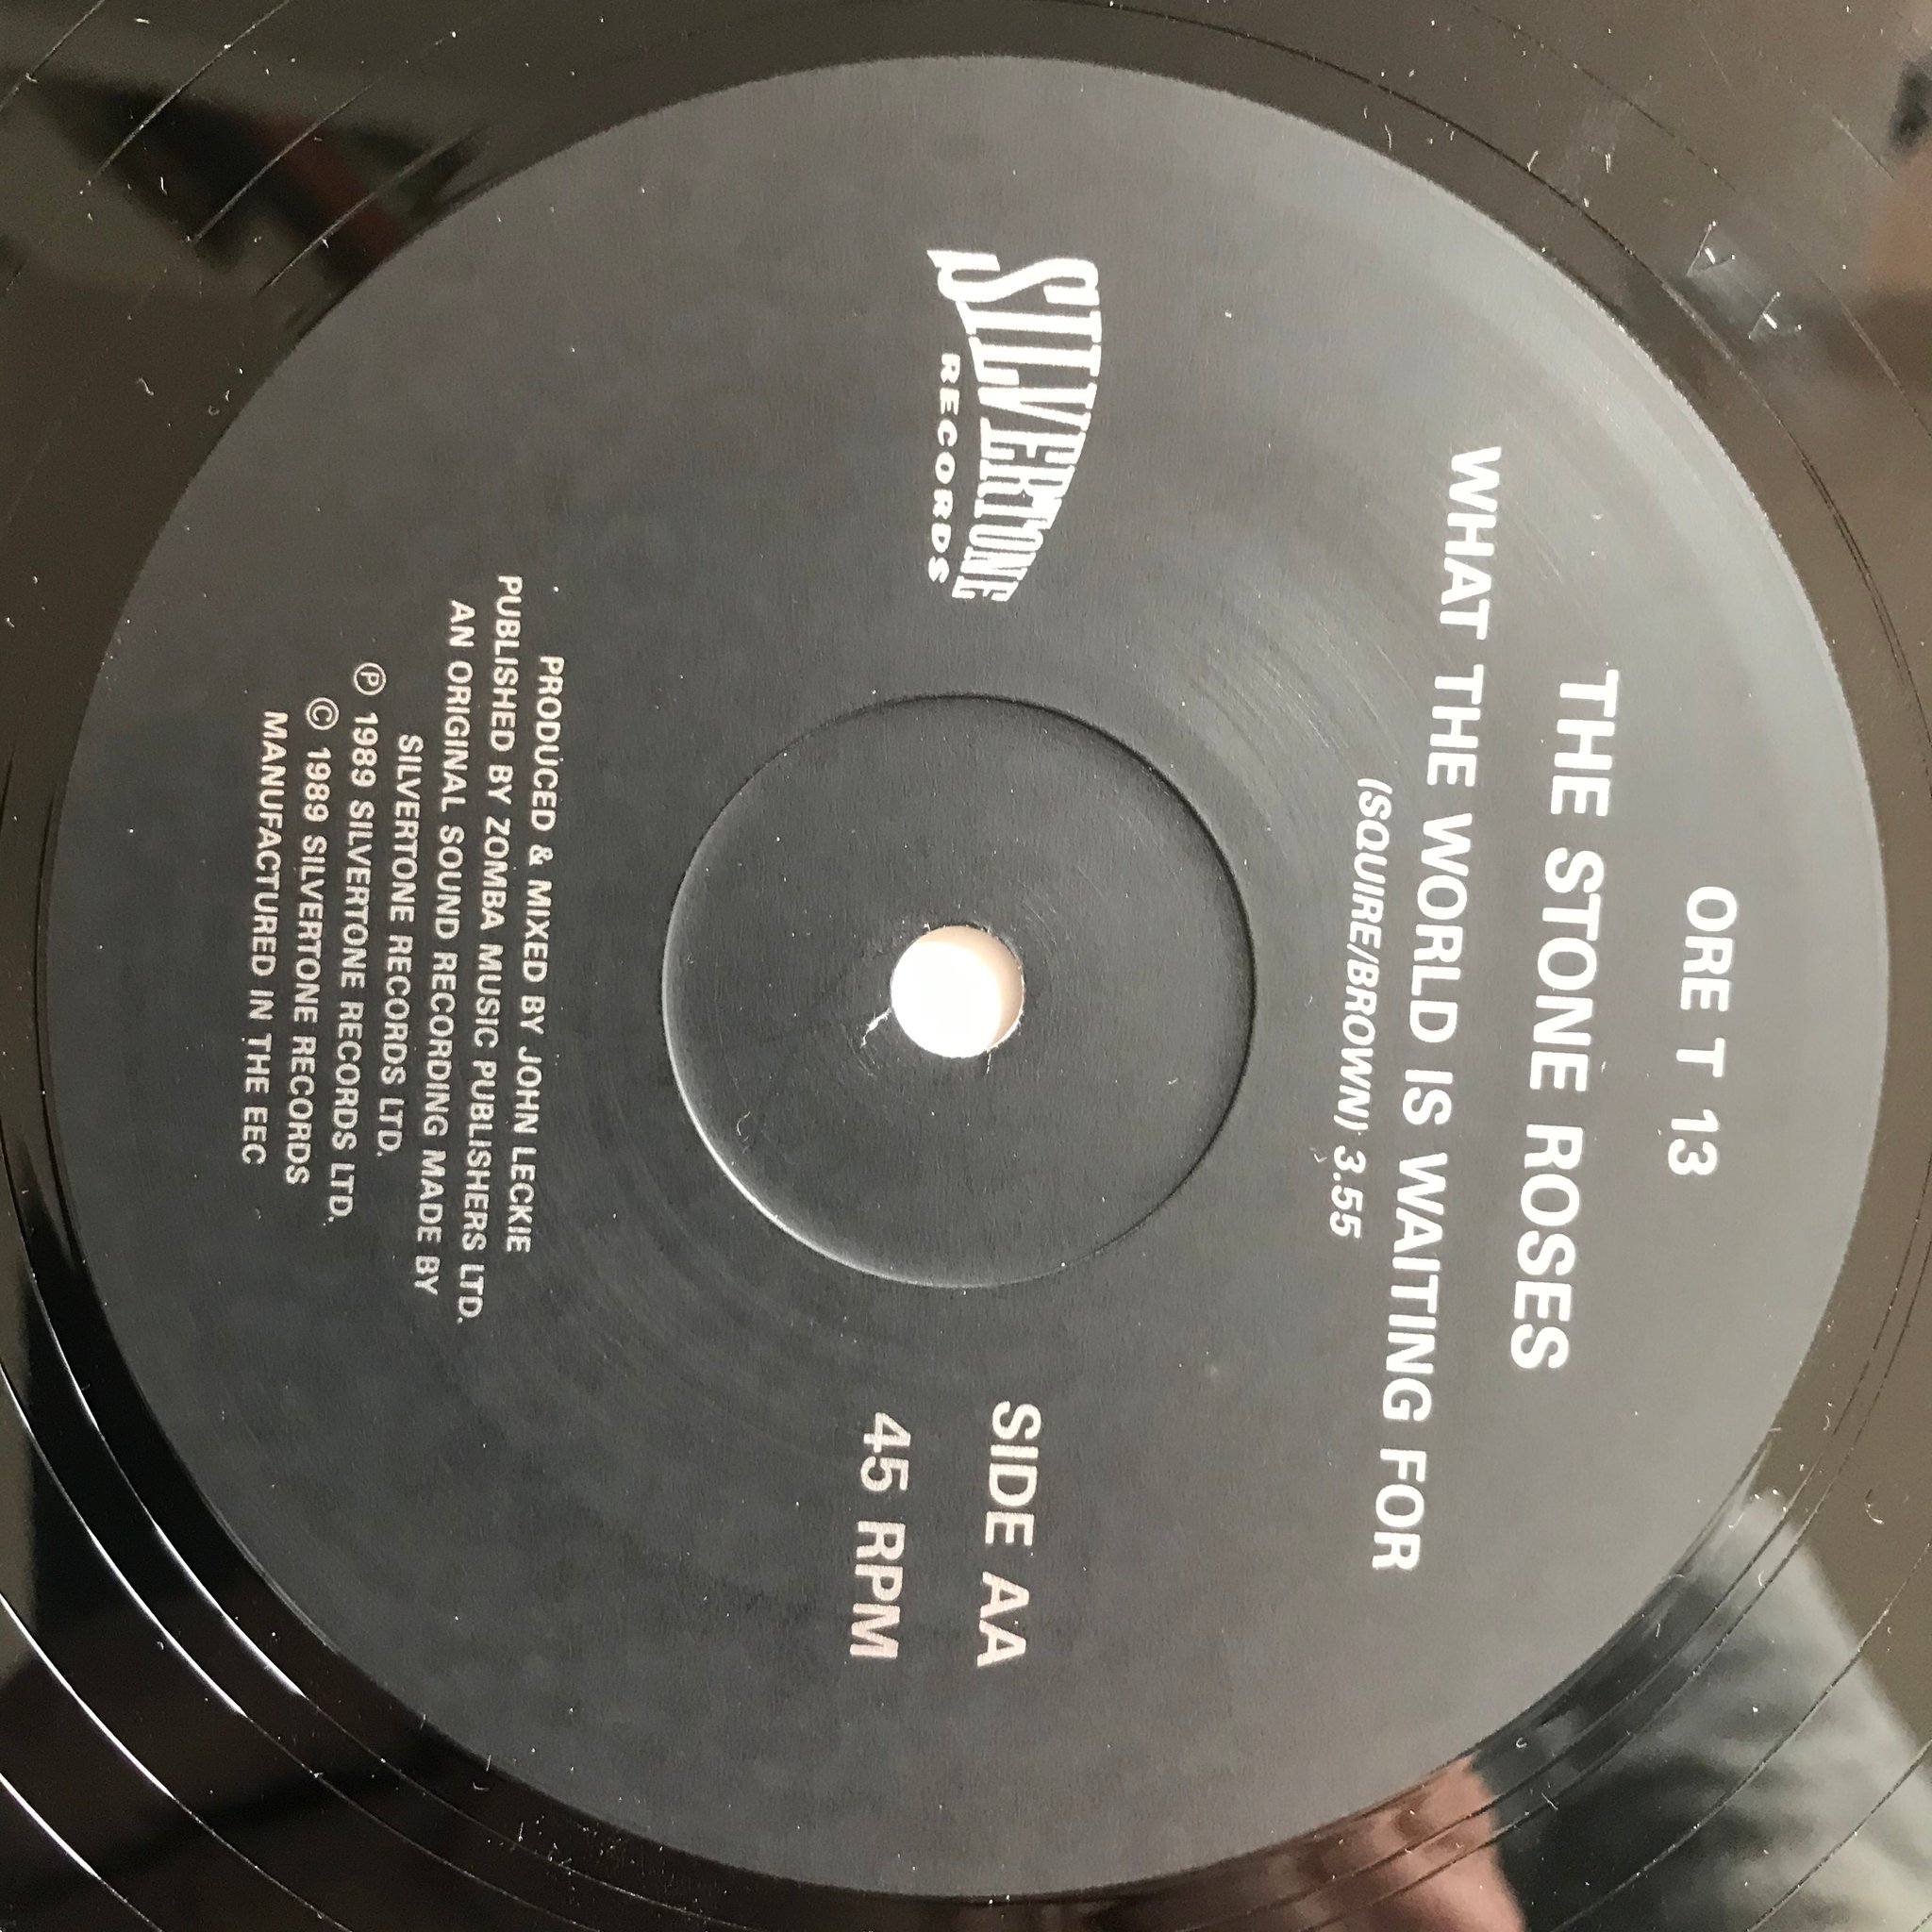 ORE T 13
THE STONE ROSES
WHAT THE WORLD IS WAITING FOR
(SQUIRE/BROWN) 3.55
SILVERTONE
RECORDS
SIDE AA
45 RPM
PRODUCED & MIXED BY JOHN LECKIE
PUBLISHED BY ZOMBA MUSIC PUBLISHERS LTD.
AN ORIGINAL SOUND RECORDING MADE BY
SILVERTONE RECORDS LTD.
Ⓟ 1989 SILVERTONE RECORDS LTD.
© 1989 SILVERTONE RECORDS
MANUFACTURED IN THE EEC